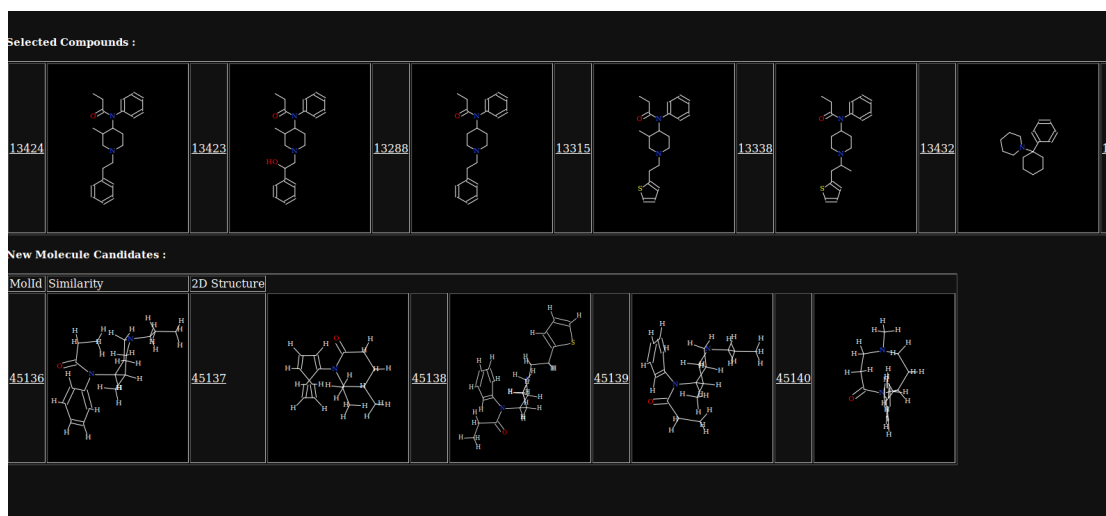 Selected Compounds :
13424 13423 13288 13315 13338 13432
New Molecule Candidates :
MolId Similarity 2D Structure
45136 45137 45138 45139 45140